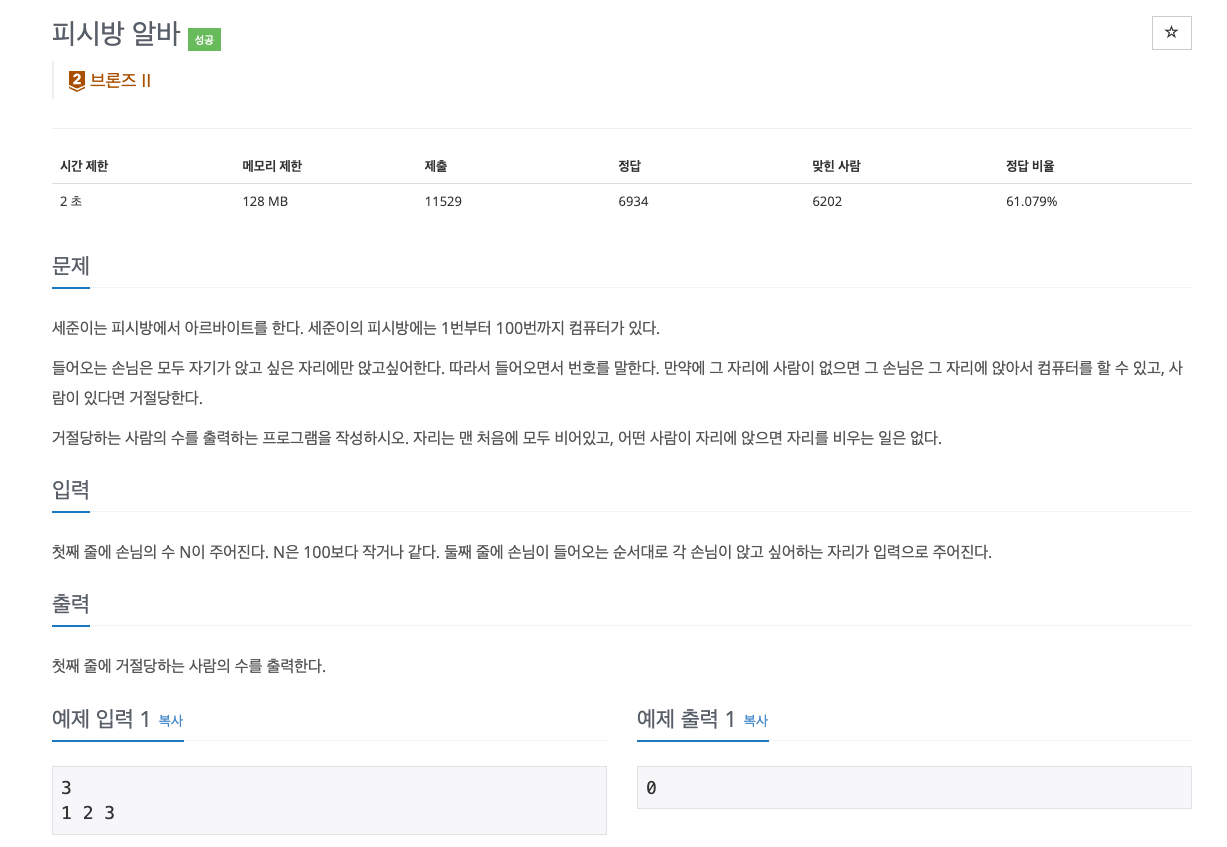 피시방 알바 성공
☆
2 브론즈 II
시간 제한 메모리 제한 제출 정답 맞힌 사람 정답 비율
2 초 128 MB 11529 6934 6202 61.079%
문제
세준이는 피시방에서 아르바이트를 한다. 세준이의 피시방에는 1번부터 100번까지 컴퓨터가 있다.
들어오는 손님은 모두 자기가 앉고 싶은 자리에만 앉고싶어한다. 따라서 들어오면서 번호를 말한다. 만약에 그 자리에 사람이 없으면 그 손님은 그 자리에 앉아서 컴퓨터를 할 수 있고, 사
람이 있다면 거절당한다.
거절당하는 사람의 수를 출력하는 프로그램을 작성하시오. 자리는 맨 처음에 모두 비어있고, 어떤 사람이 자리에 앉으면 자리를 비우는 일은 없다.
입력
첫째 줄에 손님의 수 N이 주어진다. N은 100보다 작거나 같다. 둘째 줄에 손님이 들어오는 순서대로 각 손님이 앉고 싶어하는 자리가 입력으로 주어진다.
출력
첫째 줄에 거절당하는 사람의 수를 출력한다.
예제 입력 1 복사
3
1 2 3
예제 출력 1 복사
0